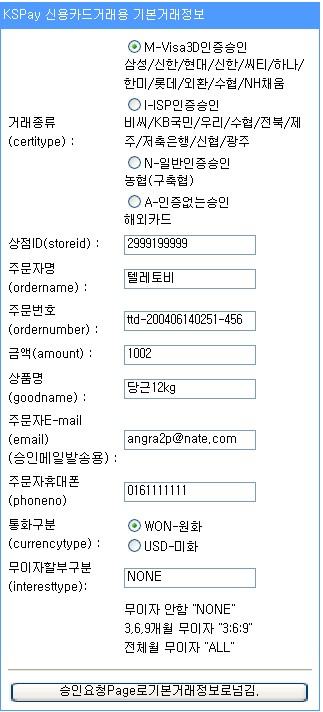 KSPay 신용카드거래용 기본거래정보
M-Visa3D인증승인
삼성/신한/현대/신한/씨티/하나/
한미/롯데/외환/수협/NH채움
I-ISP인증승인
거래종류
(certitype) :
비씨/KB국민/우리/수협/전북/제
주/저축은행/신협/광주
N-일반인증승인
농협(구축협)
A-인증없는승인
해외카드
상점ID(storeid) : 2999199999
주문자명
(ordername) : 텔레토비
주문번호
(ordernumber) : ttd-200406140251-456
금액(amount) : 1002
상품명
(goodname) : 당근12kg
주문자E-mail
(email) angra2p@nate.com
(승인메일발송용) :
주문자휴대폰
(phoneno) 0161111111
통화구분
(currencytype) :
WON-원화
USD-미화
무이자할부구분
(interesttype): NONE
무이자 안함 "NONE"
3,6,9개월 무이자 "3:6:9"
전체월 무이자 "ALL"
승인요청Page로기본거래정보로넘김.